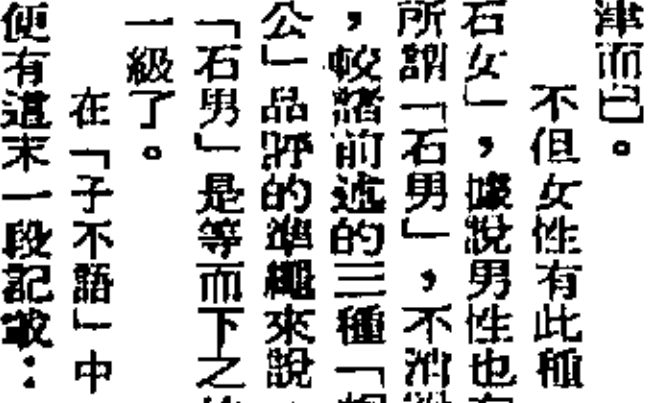 津而已。
不但女性有此種
石女」，據說男性也有
所謂「石男」，不消說
，較諸前述的三種「
公」品評的準繩來說，
「石男」是等而下之
一級了。
在「子不語」中
便有這末一段記載：